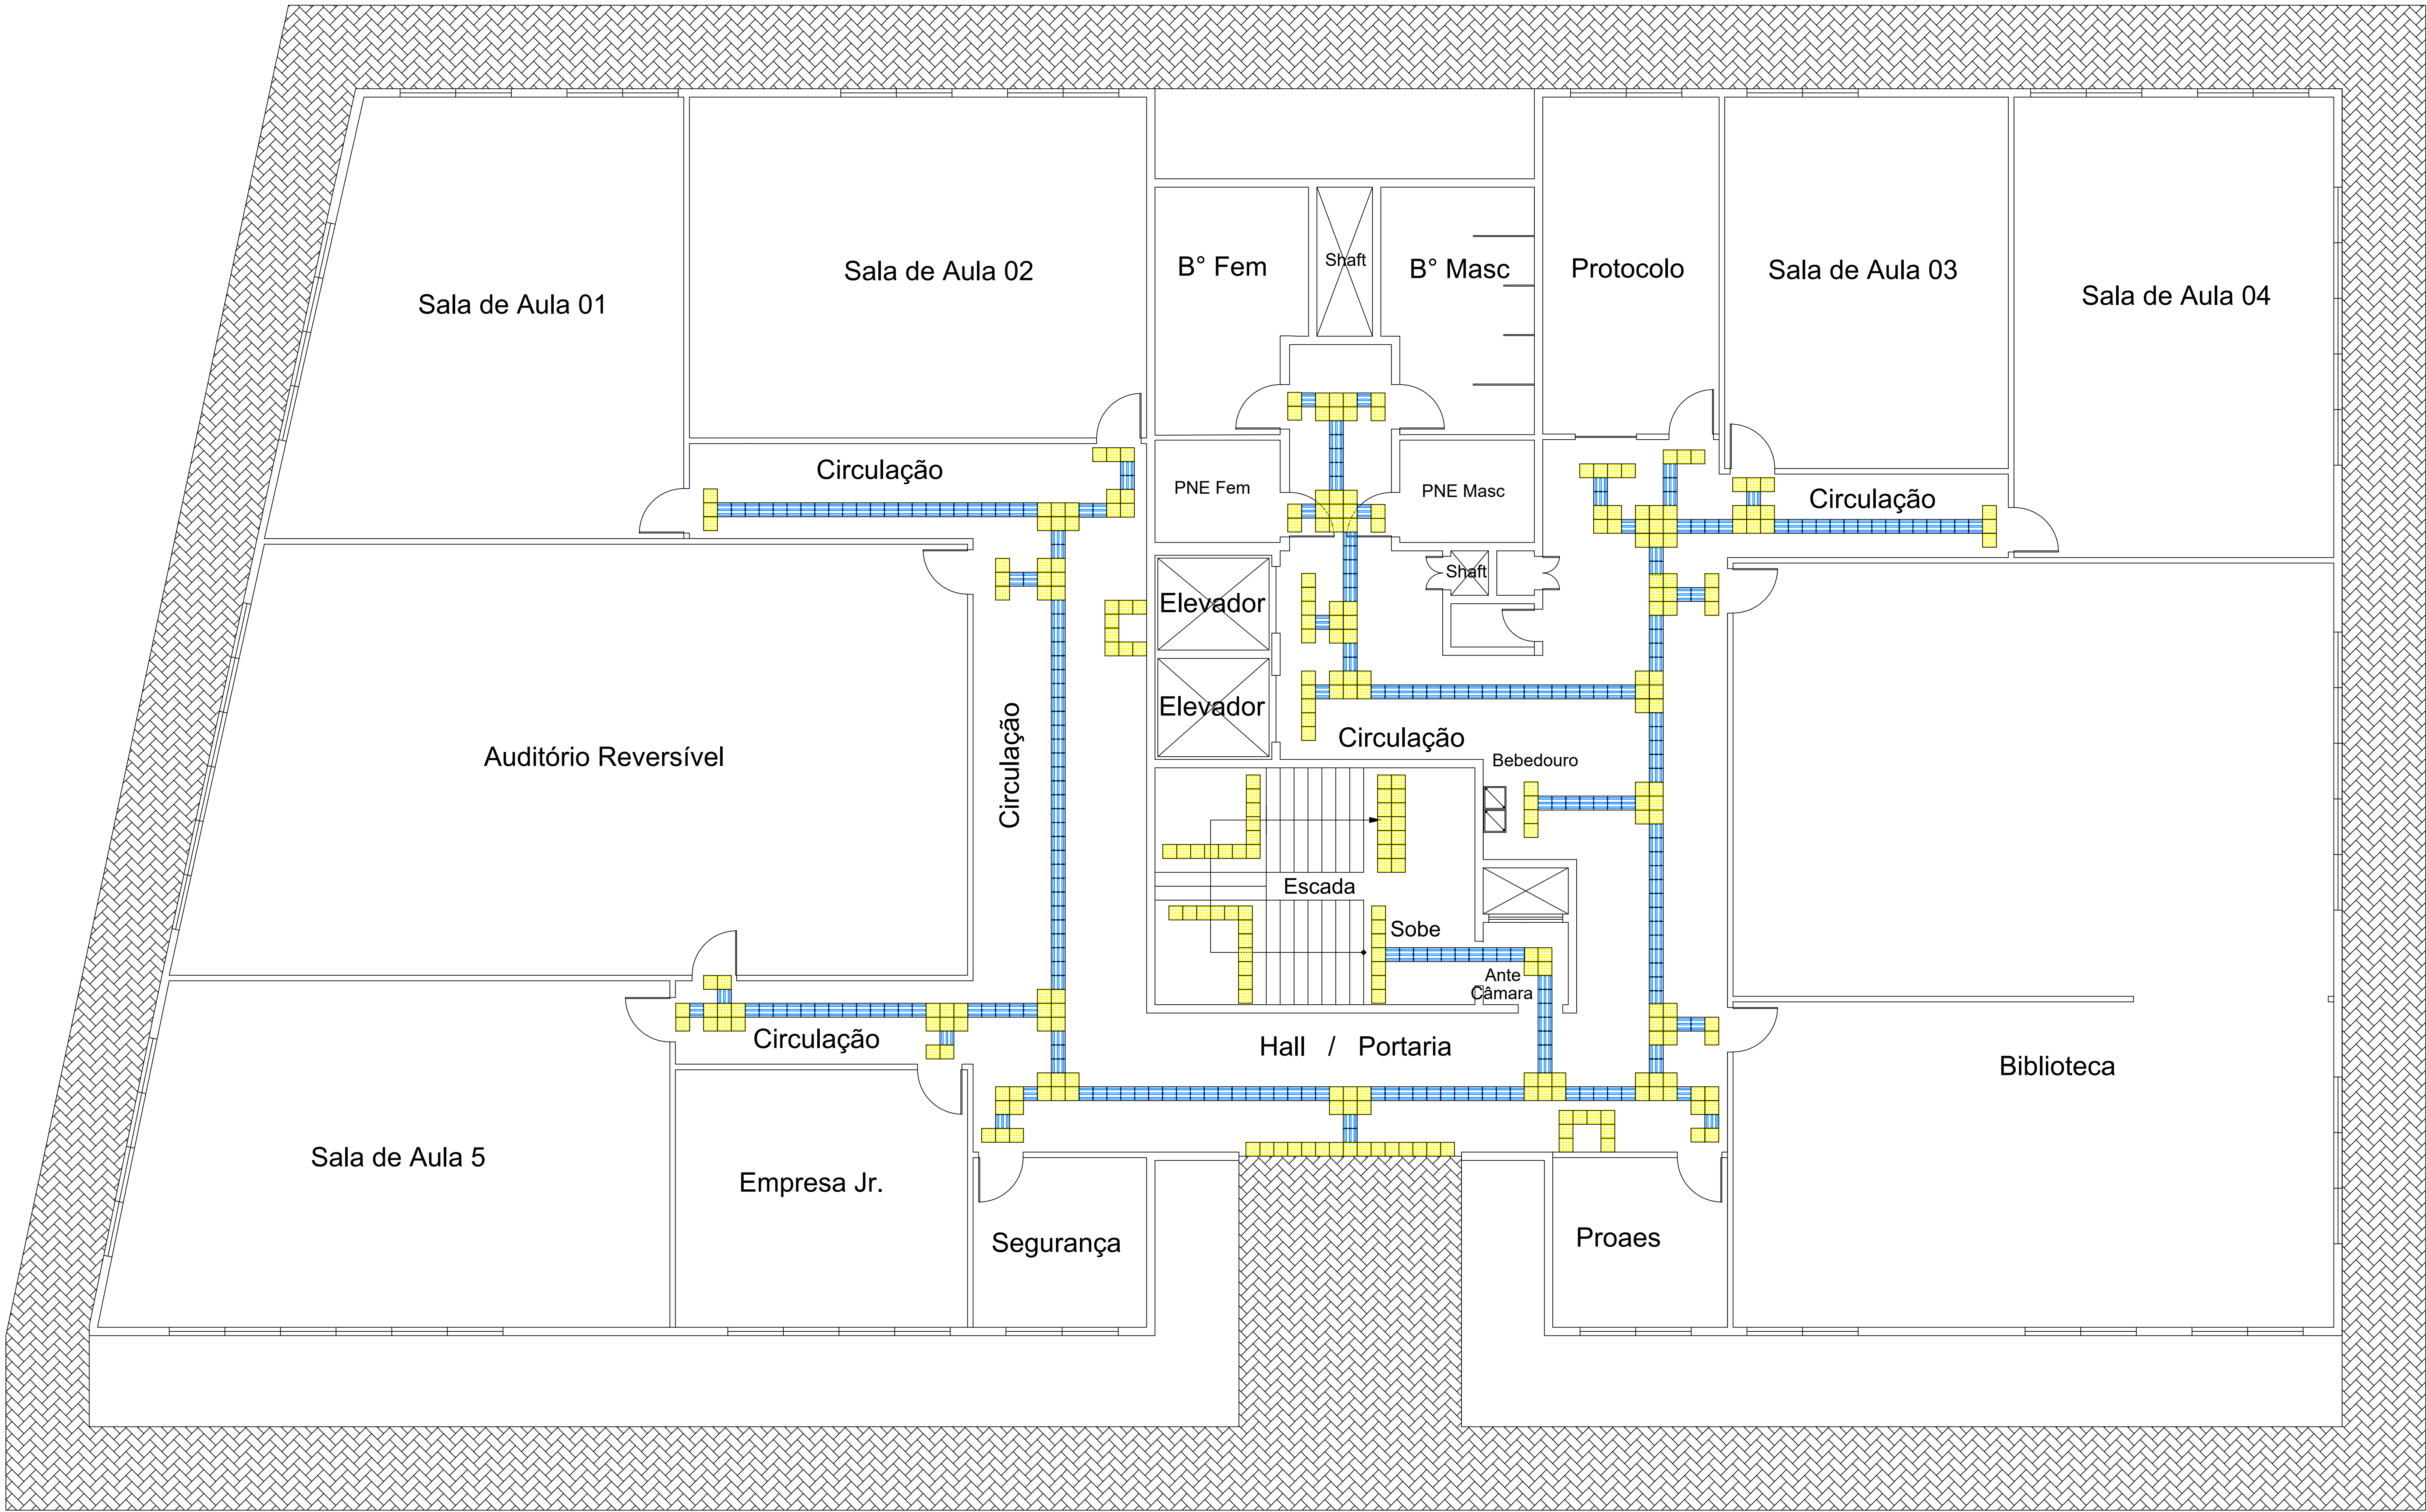 Sala de Aula 01
Sala de Aula 02
B° Fem
Shaft
B° Masc
Protocolo
Sala de Aula 03
Sala de Aula 04
Circulação
PNE Fem
PNE Masc
Circulação
Shaft
Elevador
Elevador
Circulação
Circulação
Auditório Reversível
Bebedouro
Escada
Sobe
Ante
Câmara
Circulação
Hall / Portaria
Biblioteca
Sala de Aula 5
Empresa Jr.
Segurança
Proaes